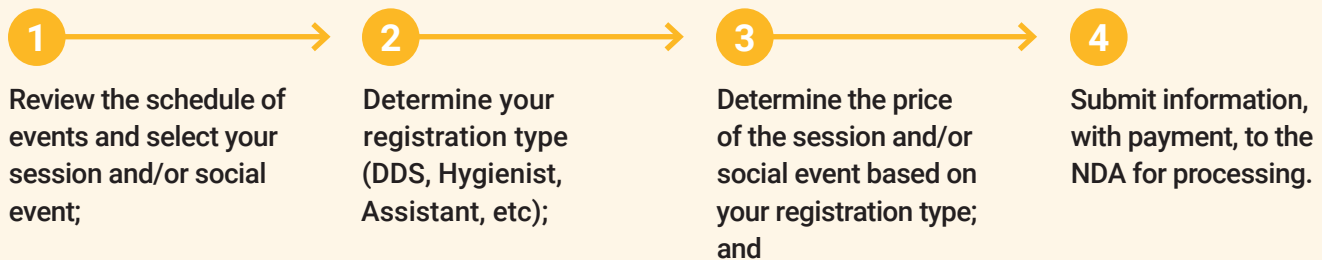 1
Review the schedule of
events and select your
session and/or social
event;
2
Determine your
registration type
(DDS, Hygienist,
Assistant, etc);
3
Determine the price
of the session and/or
social event based on
your registration type;
and
4
Submit information,
with payment, to the
NDA for processing.